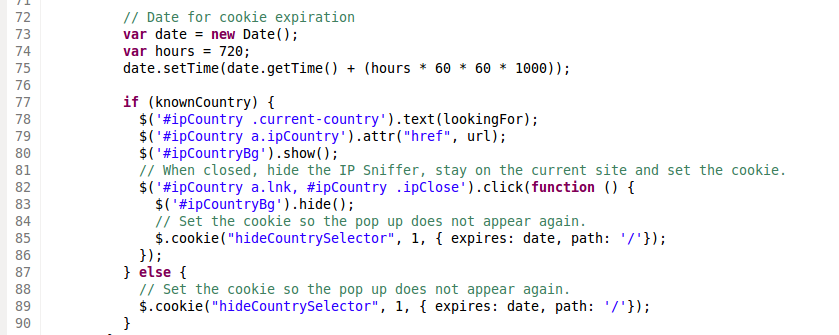 71
72 // Date for cookie expiration
73 var date = new Date();
74 var hours = 720;
75 date.setTime(date.getTime() + (hours * 60 * 60 * 1000));
76
77 if (knownCountry) {
78 $('#ipCountry .current-country').text(lookingFor);
79 $('#ipCountry a.ipCountry').attr("href", url);
80 $('#ipCountryBg').show();
81 // When closed, hide the IP Sniffer, stay on the current site and set the cookie.
82 $('#ipCountry a.lnk, #ipCountry .ipClose').click(function () {
83 $('#ipCountryBg').hide();
84 // Set the cookie so the pop up does not appear again.
85 $.cookie("hideCountrySelector", 1, { expires: date, path: '/'});
86 });
87 } else {
88 // Set the cookie so the pop up does not appear again.
89 $.cookie("hideCountrySelector", 1, { expires: date, path: '/'});
90 }